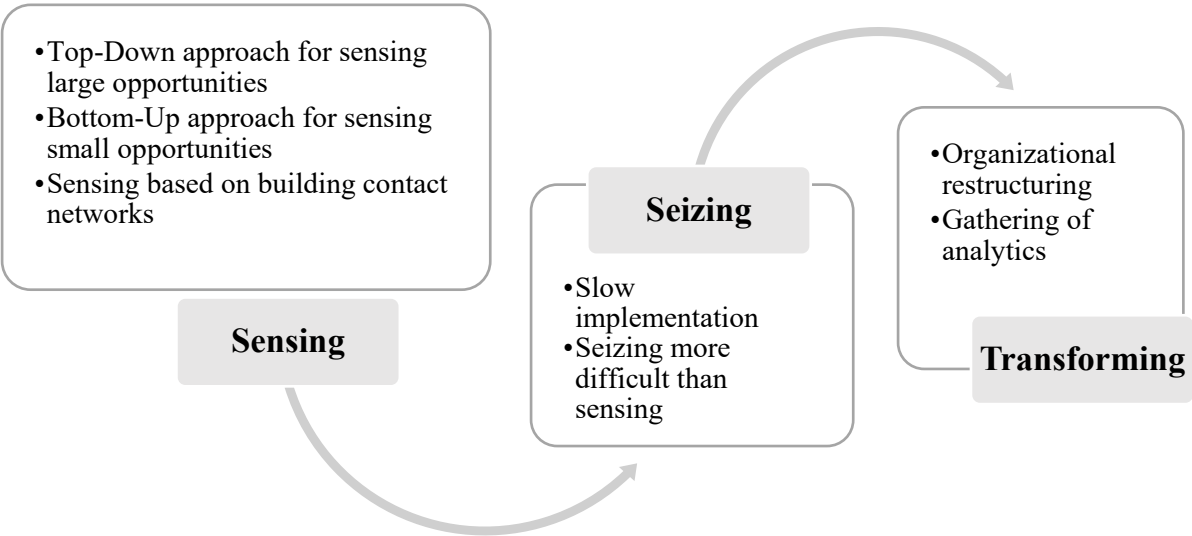 •Top-Down approach for sensing
large opportunities
•Bottom-Up approach for sensing
small opportunities
•Sensing based on building contact
networks
Sensing
Seizing
•Slow
implementation
•Seizing more
difficult than
sensing
•Organizational
restructuring
•Gathering of
analytics
Transforming